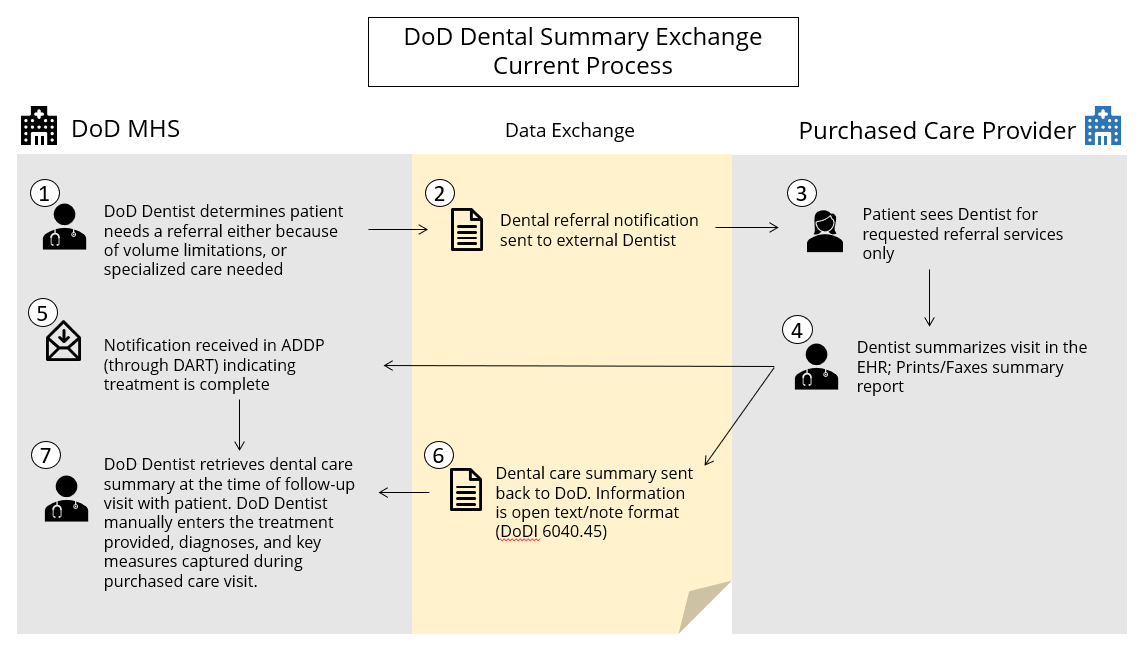 DoD Dental Summary Exchange
Current Process
DoD MHS
Data Exchange
Purchased Care Provider
1
DoD Dentist determines patient
needs a referral either because
of volume limitations, or
specialized care needed
2
Dental referral notification
sent to external Dentist
3
Patient sees Dentist for
requested referral services
only
4
Dentist summarizes visit in the
EHR; Prints/Faxes summary
report
5
Notification received in ADDP
(through DART) indicating
treatment is complete
6
Dental care summary sent
back to DoD. Information
is open text/note format
(DoDI 6040.45)
7
DoD Dentist retrieves dental care
summary at the time of follow-up
visit with patient. DoD Dentist
manually enters the treatment
provided, diagnoses, and key
measures captured during
purchased care visit.